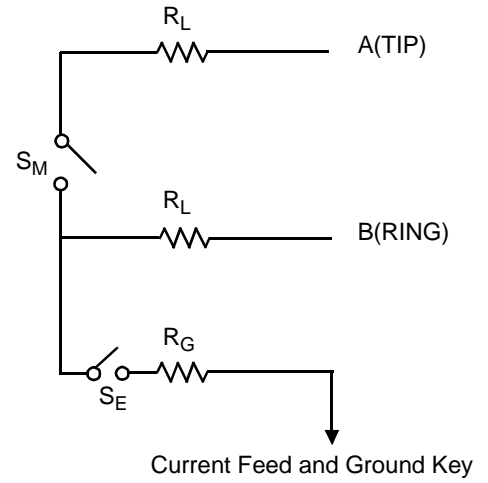 R_L
A(TIP)
S_M
R_L
B(RING)
R_G
S_E
Current Feed and Ground Key